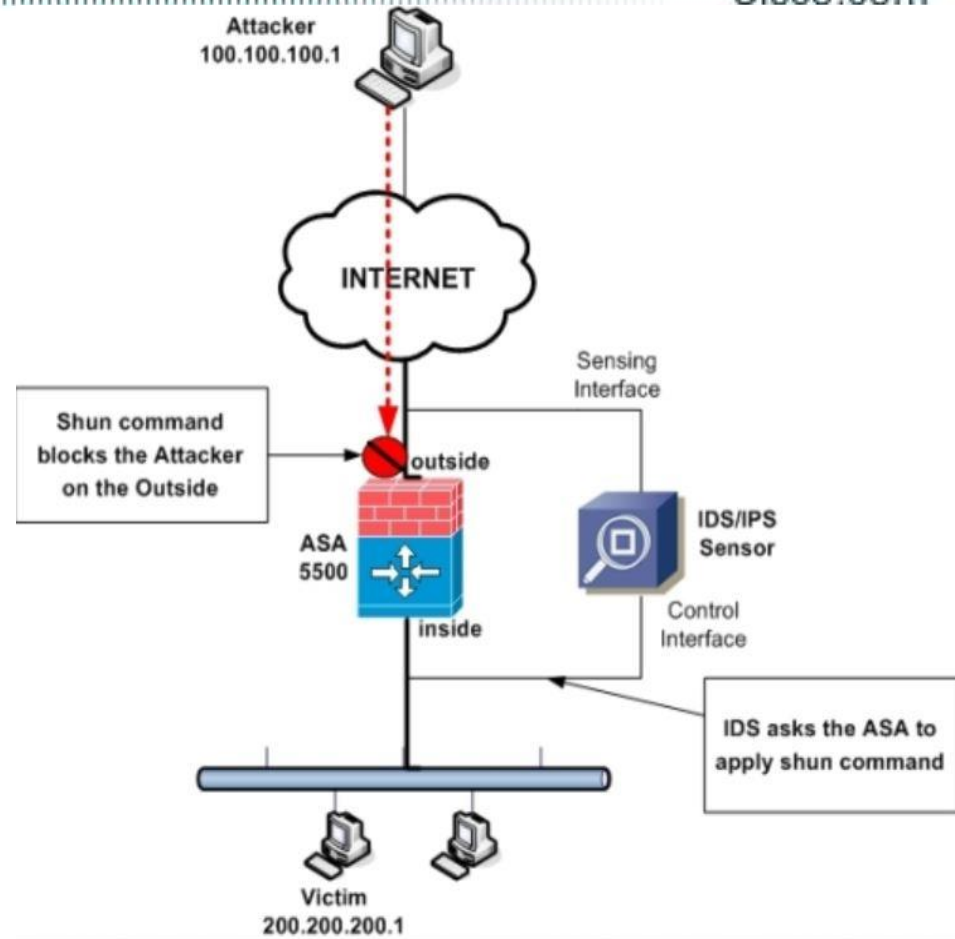 Attacker
100.100.100.1
INTERNET
Sensing
Interface
Shun command
blocks the Attacker
on the Outside
outside
ASA
5500
IDS/IPS
Sensor
inside
Control
Interface
IDS asks the ASA to
apply shun command
Victim
200.200.200.1